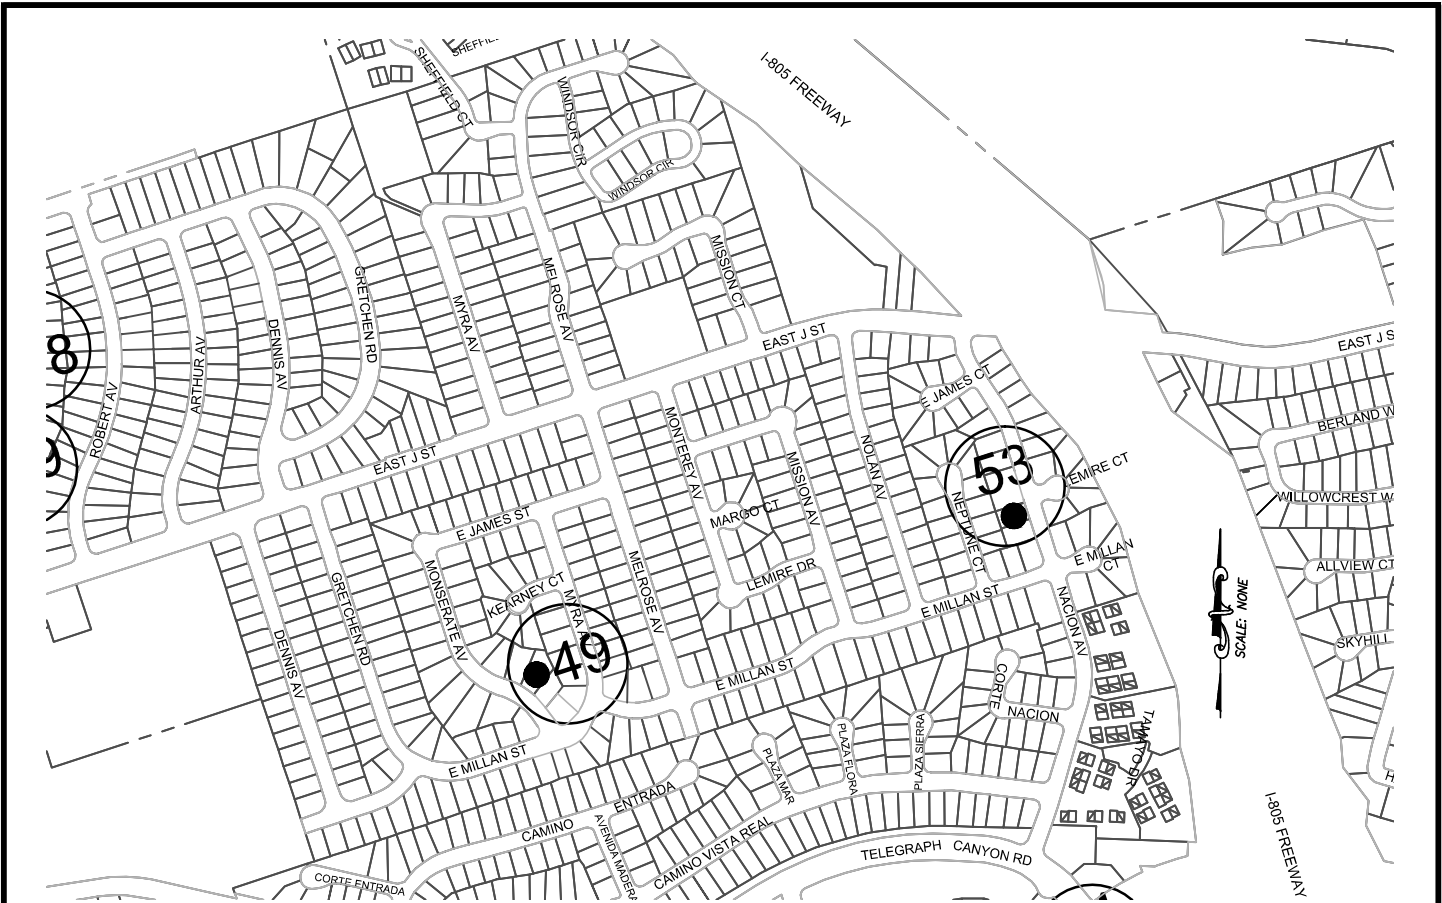 SHEFFIELD CT
WINDSOR CIR
WINDSOR CIR
I-805 FREEWAY
MISSION CT
GRETCHEN RD
MYRA AV
MELROSE AV
DENNIS AV
ARTHUR AV
ROBERT AV
8
9
EAST J ST
EAST J ST
EAST J S
E JAMES CT
BERLAND W
MONTEREY AV
MISSION AV
NOLAN AV
53
LEMIRE CT
NEPTUNE CT
WILLOWCREST W
EAST J ST
E JAMES ST
MARGO CT
E MILLAN
CT
ALLVIEW CT
LEMIRE DR
MELROSE AV
MONSERATE AV
KEARNEY CT
MYRA AV
49
GRETCHEN RD
DENNIS AV
E MILLAN ST
NACION AV
SCALE: NONE
SKYHILL
E MILLAN ST
CORTE
NACION
TAMAYO DR
PLAZA SIERRA
PLAZA FLORA
PLAZA MAR
E MILLAN ST
ENTRADA
CAMINO
AVENIDA MADERA
CAMINO VISTA REAL
TELEGRAPH CANYON RD
CORTE ENTRADA
I-805 FREEWAY
H